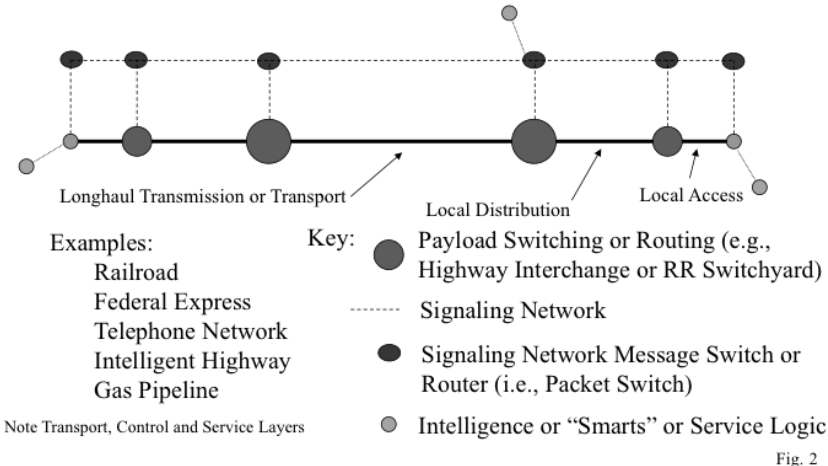 Longhaul Transmission or Transport
Local Distribution
Local Access
Examples:
Railroad
Federal Express
Telephone Network
Intelligent Highway
Gas Pipeline
Note Transport, Control and Service Layers
Key:
Payload Switching or Routing (e.g.,
Highway Interchange or RR Switchyard)
Signaling Network
Signaling Network Message Switch or
Router (i.e., Packet Switch)
Intelligence or “Smarts” or Service Logic
Fig. 2